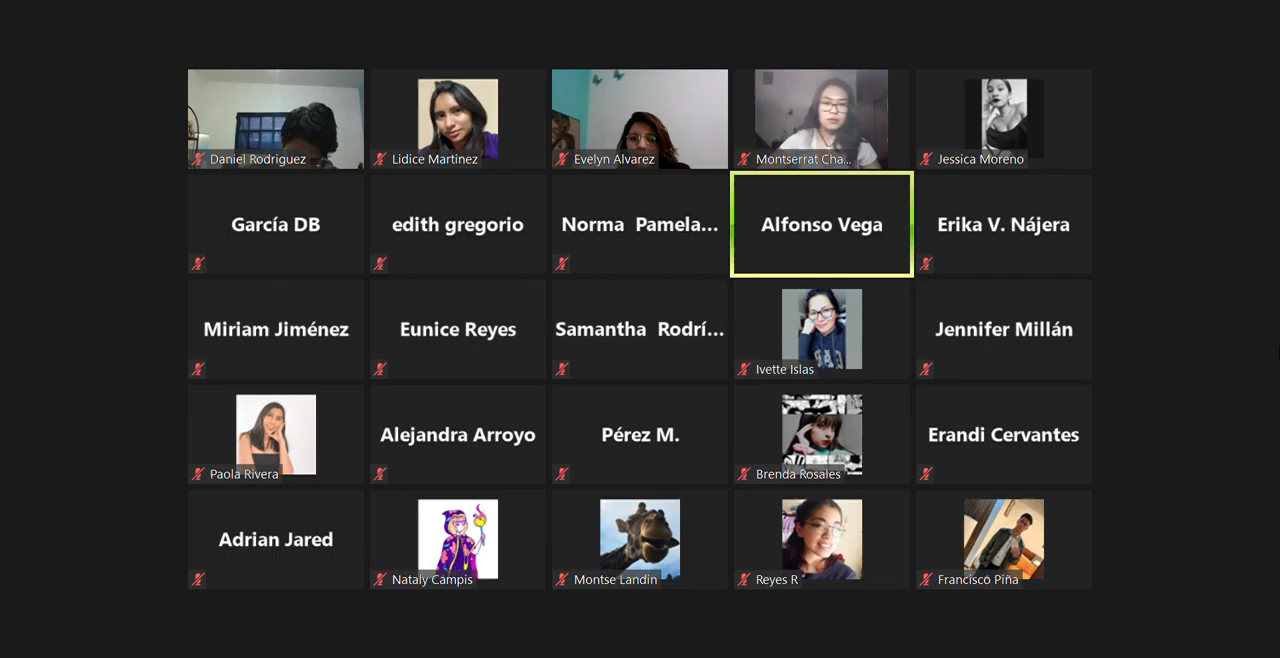 Daniel Rodriguez
Lidice Martinez
Evelyn Alvarez
Montserrat Cha...
Jessica Moreno
García DB
edith gregorio
Norma Pamela...
Alfonso Vega
Erika V. Nájera
Miriam Jiménez
Eunice Reyes
Samantha Rodrí...
Ivette Islas
Jennifer Millán
Paola Rivera
Alejandra Arroyo
Pérez M.
Brenda Rosales
Erandi Cervantes
Adrian Jared
Nataly Campis
Montse Landin
Reyes R
Francisco Piña